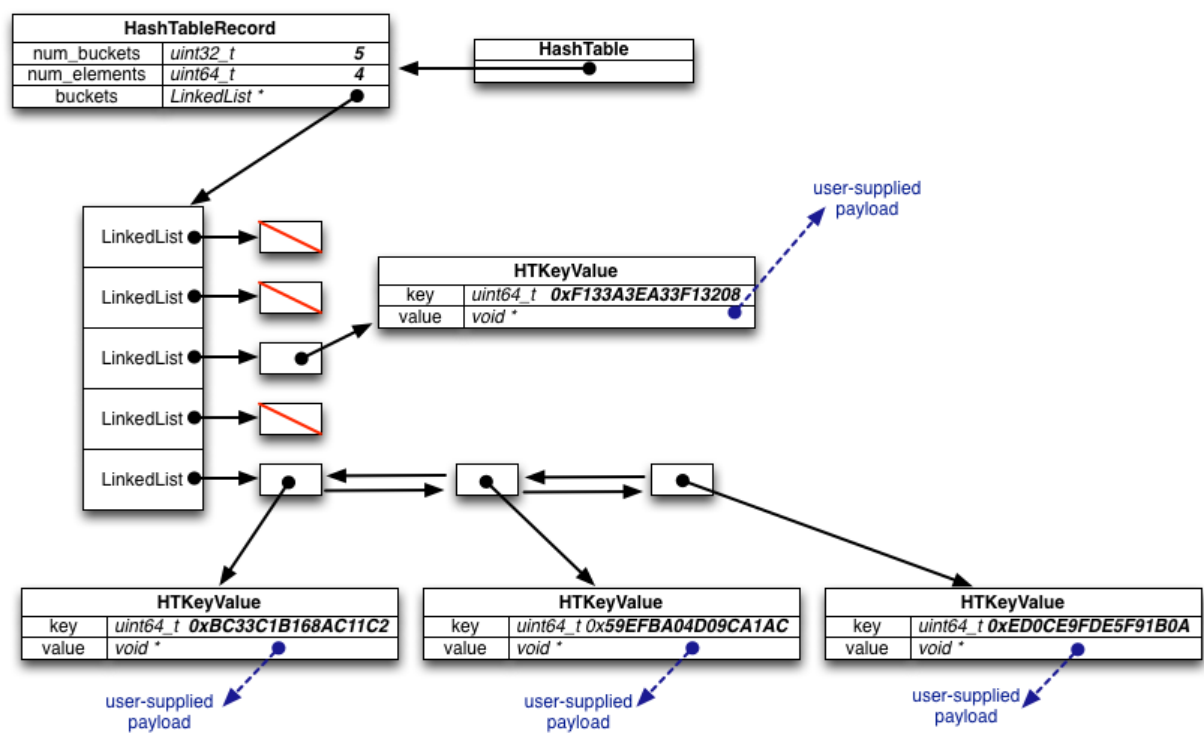 HashTableRecord
num_buckets uint32_t 5
num_elements uint64_t 4
buckets LinkedList *
HashTable
user-supplied
payload
LinkedList
LinkedList
LinkedList
LinkedList
LinkedList
HTKeyValue
key uint64_t 0xF133A3EA33F13208
value void *
HTKeyValue
key uint64_t 0xBC33C1B168AC11C2
value void *
HTKeyValue
key uint64_t 0x59EFBA04D09CA1AC
value void *
HTKeyValue
key uint64_t 0xED0CE9FDE5F91B0A
value void *
user-supplied
payload
user-supplied
payload
user-supplied
payload